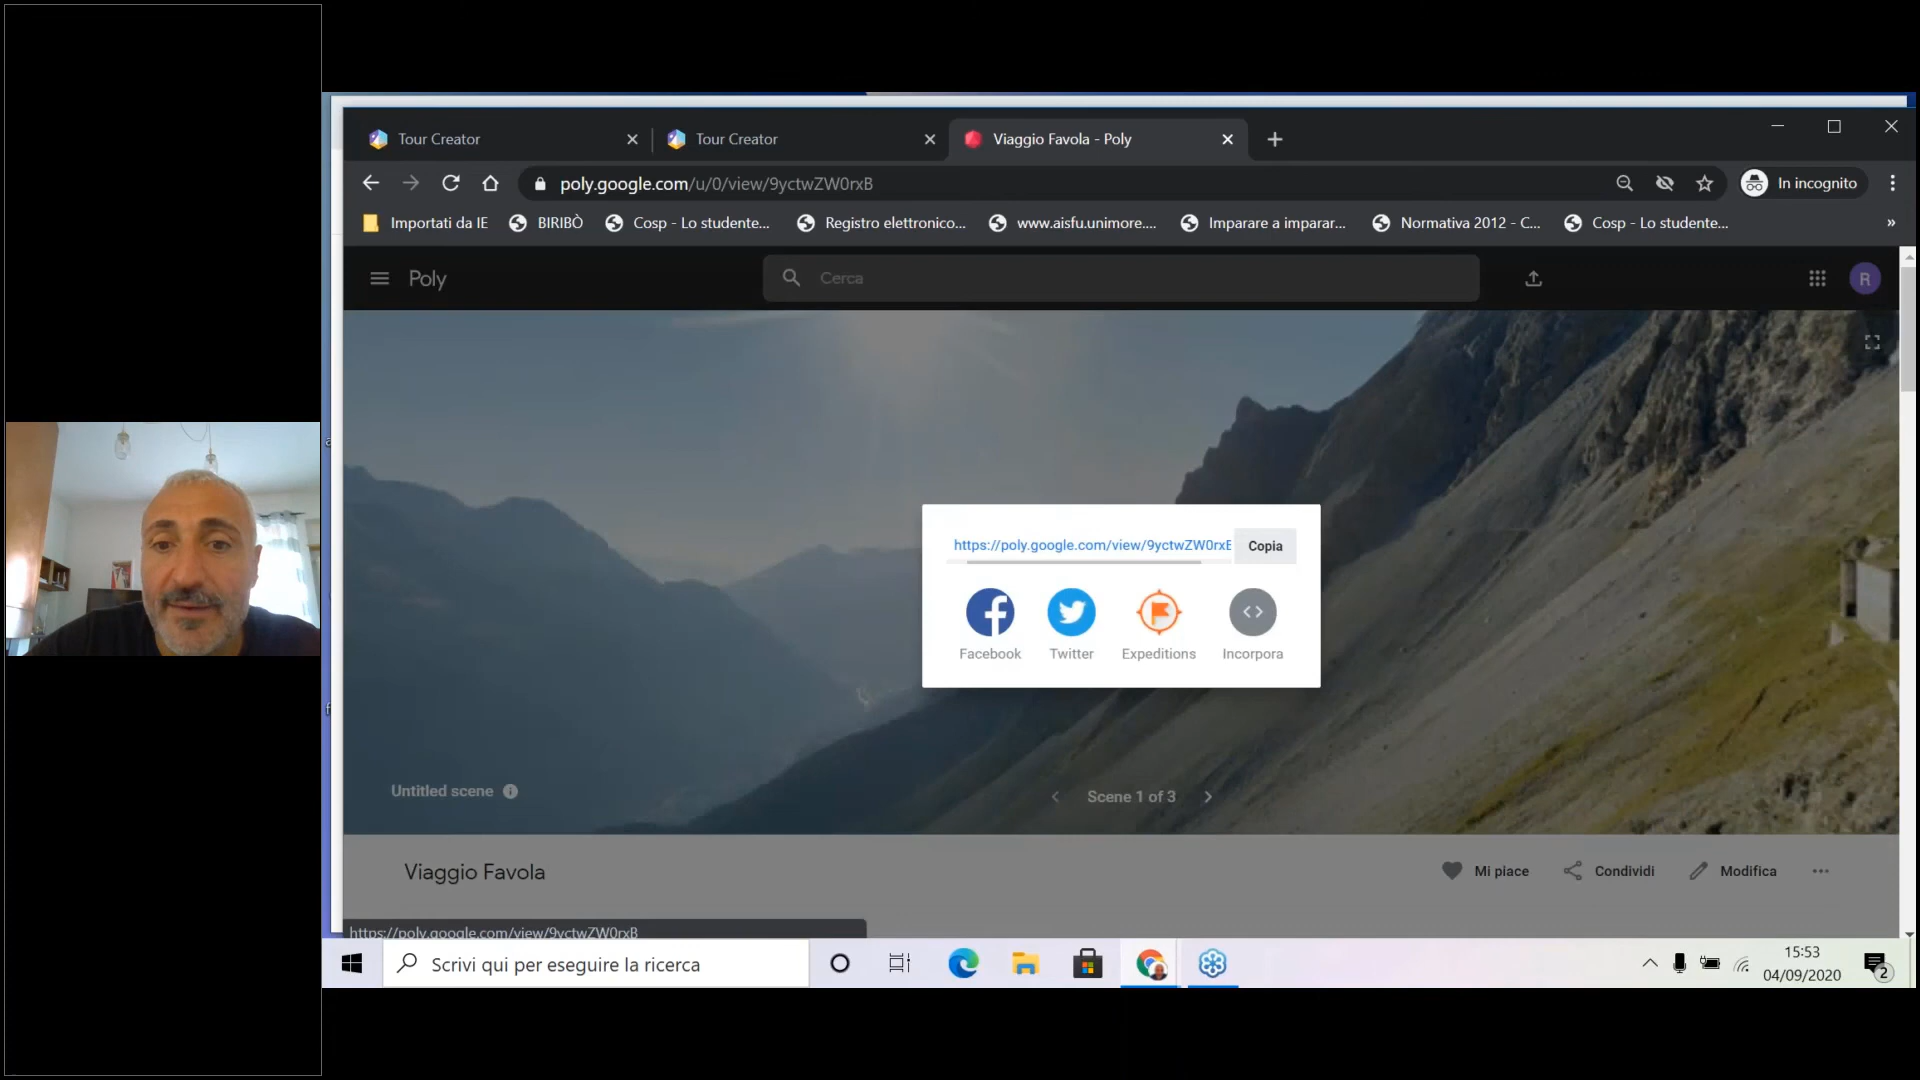 Tour Creator
Tour Creator
Viaggio Favola - Poly
poly.google.com/u/0/view/9yctwZW0rxB
In incognito
Importati da IE
BIRIBÒ
Cosp - Lo studente...
Registro elettronico...
www.aisfu.unimore....
Imparare a imparar...
Normativa 2012 - C...
Cosp - Lo studente...
»
Poly
Cerca
R
https://poly.google.com/view/9yctwZW0rxB
Copia
Facebook
Twitter
Expeditions
Incorpora
Untitled scene
Scene 1 of 3
Viaggio Favola
Mi piace
Condividi
Modifica
https://poly.google.com/view/9yctwZW0rxB
Scrivi qui per eseguire la ricerca
15:53
04/09/2020
2